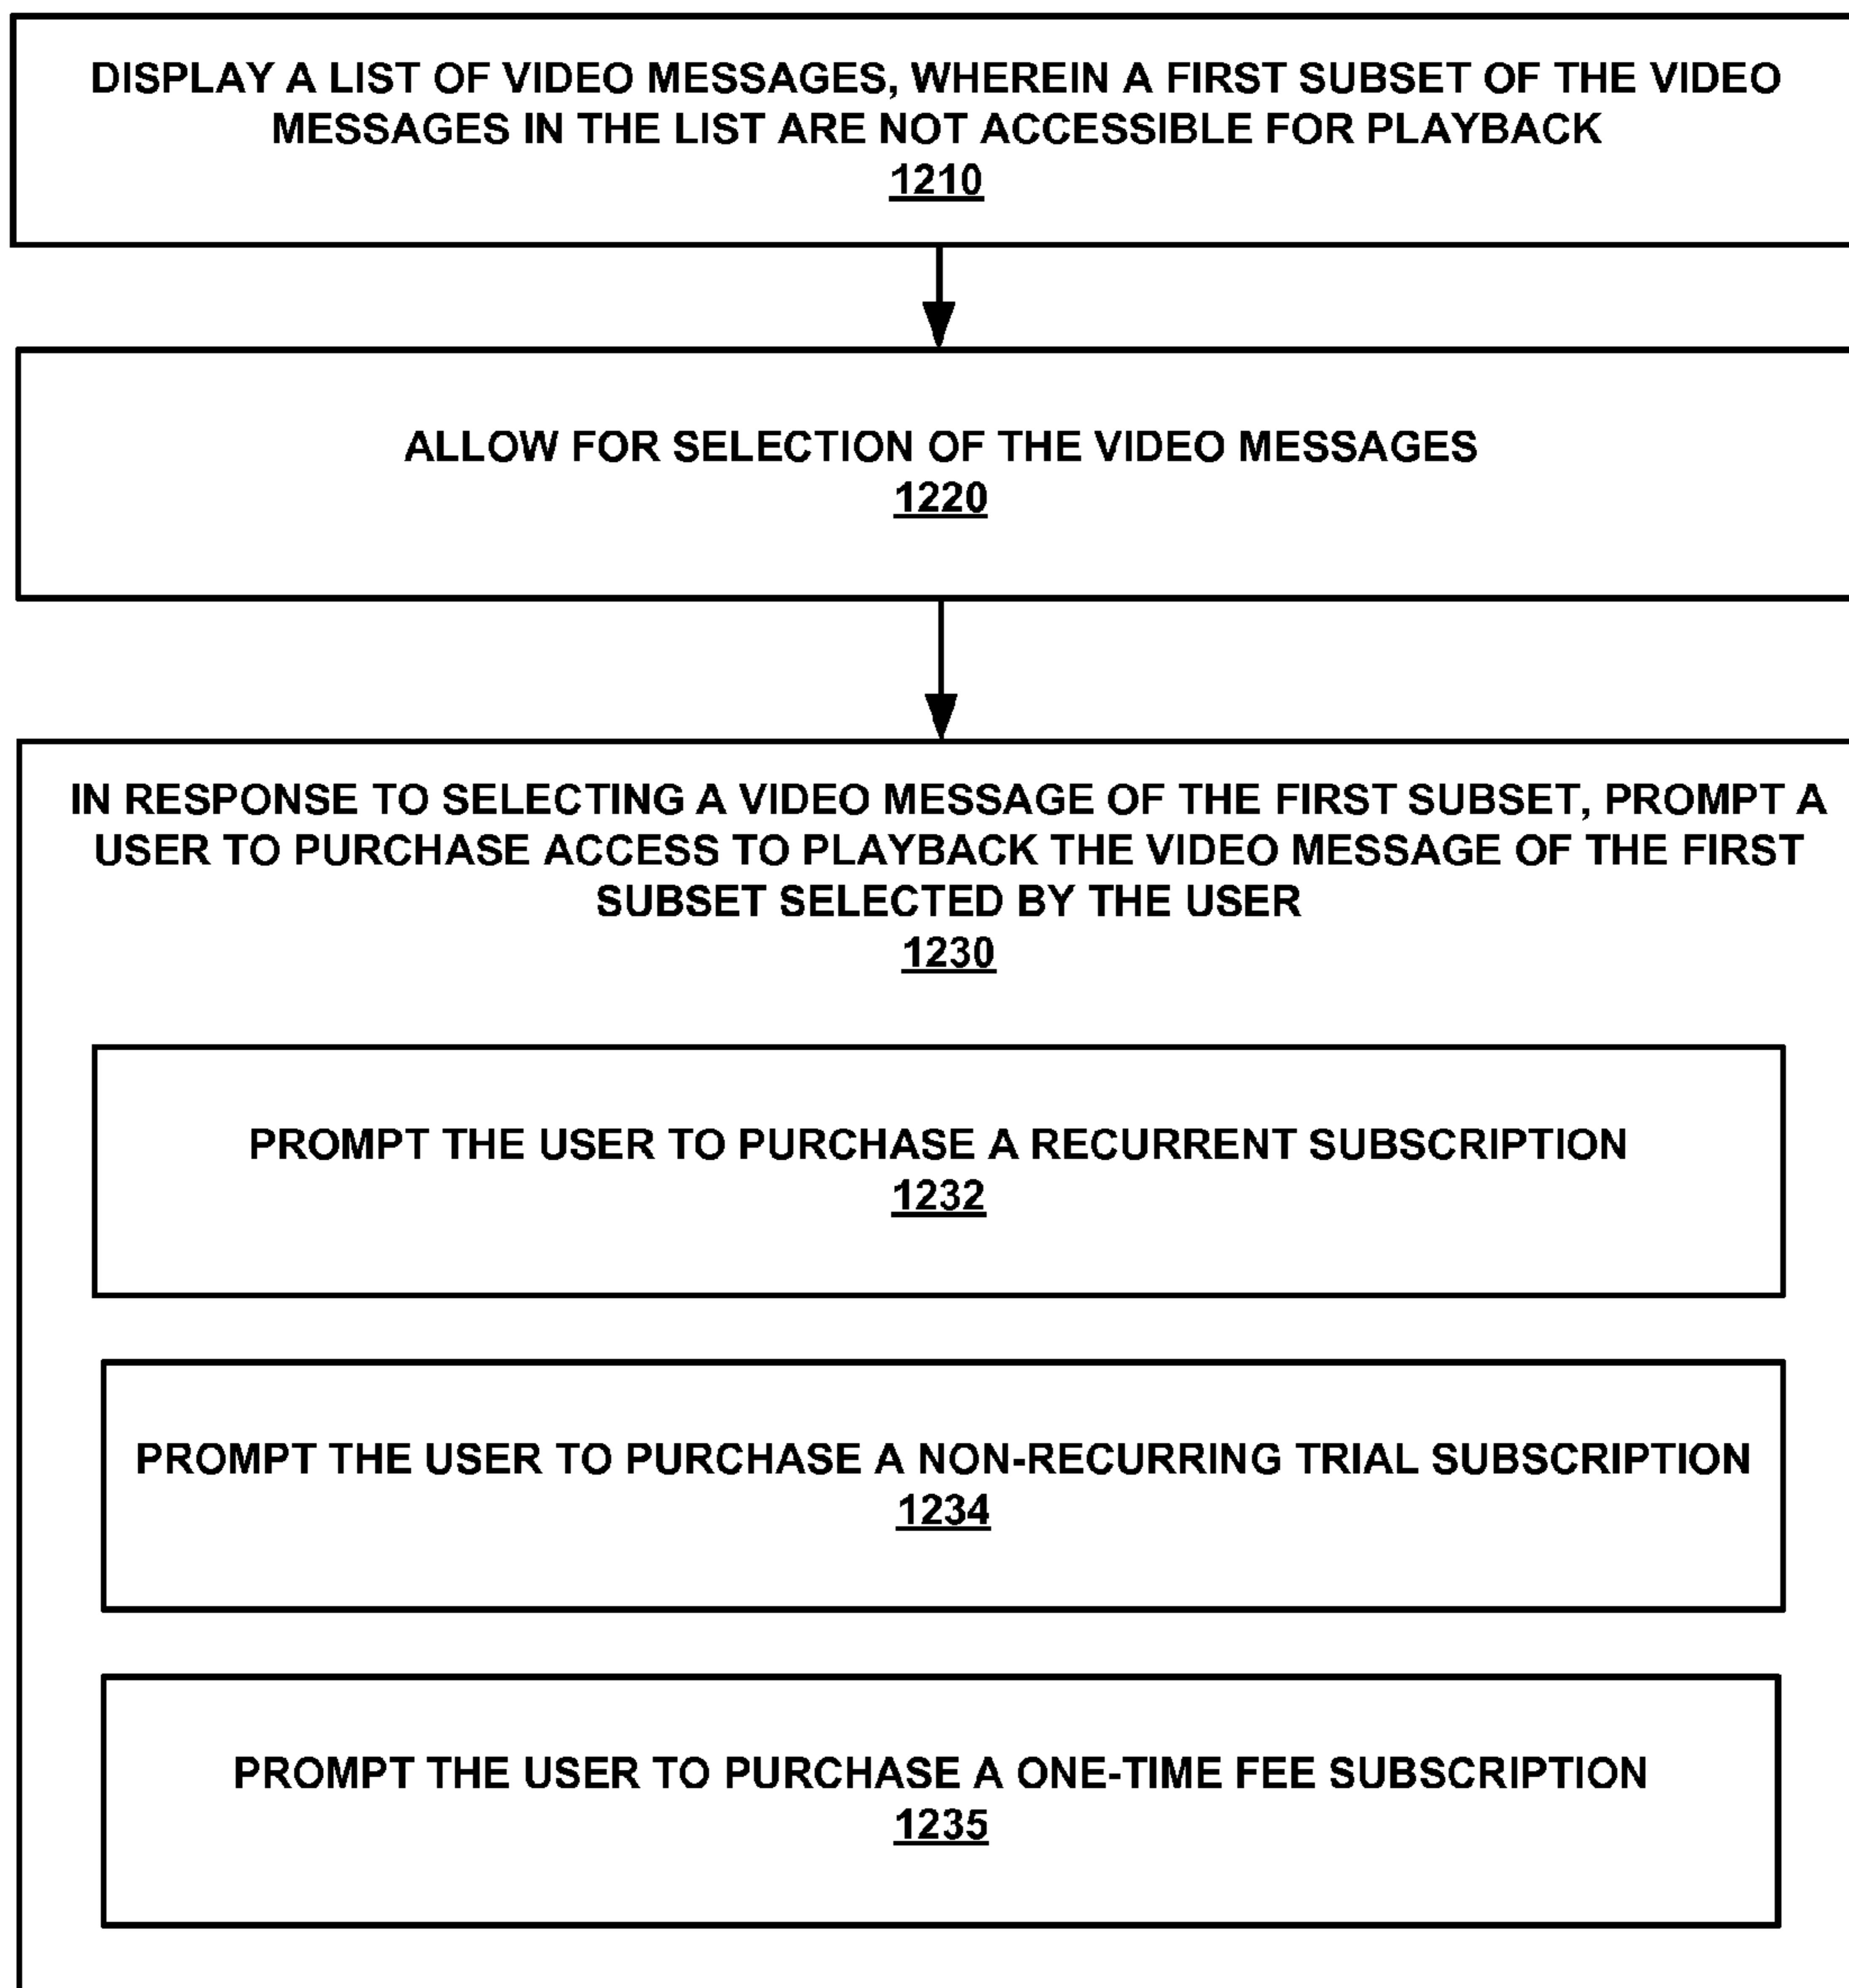 DISPLAY A LIST OF VIDEO MESSAGES, WHEREIN A FIRST SUBSET OF THE VIDEO
MESSAGES IN THE LIST ARE NOT ACCESSIBLE FOR PLAYBACK
1210
ALLOW FOR SELECTION OF THE VIDEO MESSAGES
1220
IN RESPONSE TO SELECTING A VIDEO MESSAGE OF THE FIRST SUBSET, PROMPT A
USER TO PURCHASE ACCESS TO PLAYBACK THE VIDEO MESSAGE OF THE FIRST
SUBSET SELECTED BY THE USER
1230
PROMPT THE USER TO PURCHASE A RECURRENT SUBSCRIPTION
1232
PROMPT THE USER TO PURCHASE A NON-RECURRING TRIAL SUBSCRIPTION
1234
PROMPT THE USER TO PURCHASE A ONE-TIME FEE SUBSCRIPTION
1235